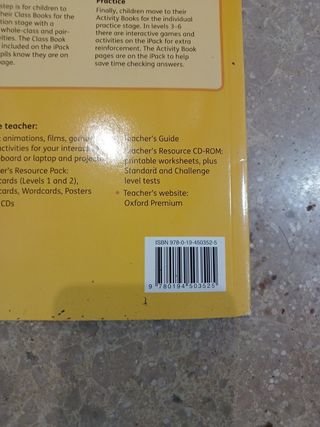 step is for children to
their Class Books for the
tion stage with a
whole-class and pair-
ities. The Class Book
included on the iPack
pils know they are on
page.
Practice
Finally, children move to their
Activity Books for the individual
practice stage. In levels 3–6
there are interactive games and
activities on the iPack for extra
reinforcement. The Activity Book
pages are on the iPack to help
save time checking answers.
e teacher:
animations, films, games
activities for your interactive
board or laptop and projector
er's Resource Pack:
cards (Levels 1 and 2),
cards, Wordcards, Posters
CDs
Teacher's Guide
Teacher's Resource CD-ROM:
printable worksheets, plus
Standard and Challenge
level tests
• Teacher's website:
Oxford Premium
ISBN 978-0-19-450352-5
9 780194 503525